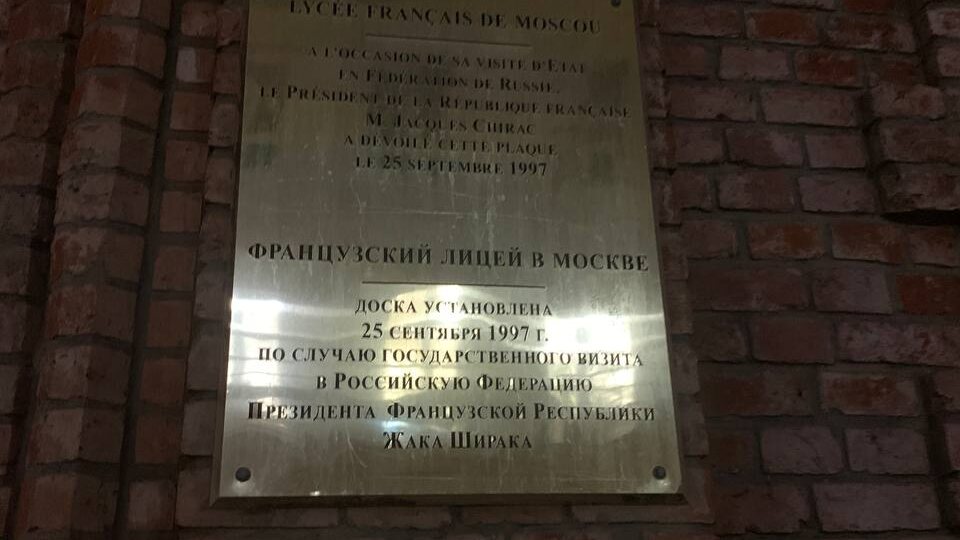 LYCÉE FRANÇAIS DE MOSCOU
A L'OCCASION DE SA VISITE D'ETAT
EN FÉDÉRATION DE RUSSIE,
LE PRÉSIDENT DE LA RÉPUBLIQUE FRANÇAISE
M. JACQUES CHIRAC
A DÉVOILÉ CETTE PLAQUE
LE 25 SEPTEMBRE 1997
ФРАНЦУЗСКИЙ ЛИЦЕЙ В МОСКВЕ
ДОСКА УСТАНОВЛЕНА
25 СЕНТЯБРЯ 1997 Г.
ПО СЛУЧАЮ ГОСУДАРСТВЕННОГО ВИЗИТА
В РОССИЙСКУЮ ФЕДЕРАЦИЮ
ПРЕЗИДЕНТА ФРАНЦУЗСКОЙ РЕСПУБЛИКИ
ЖАКА ШИРАКА